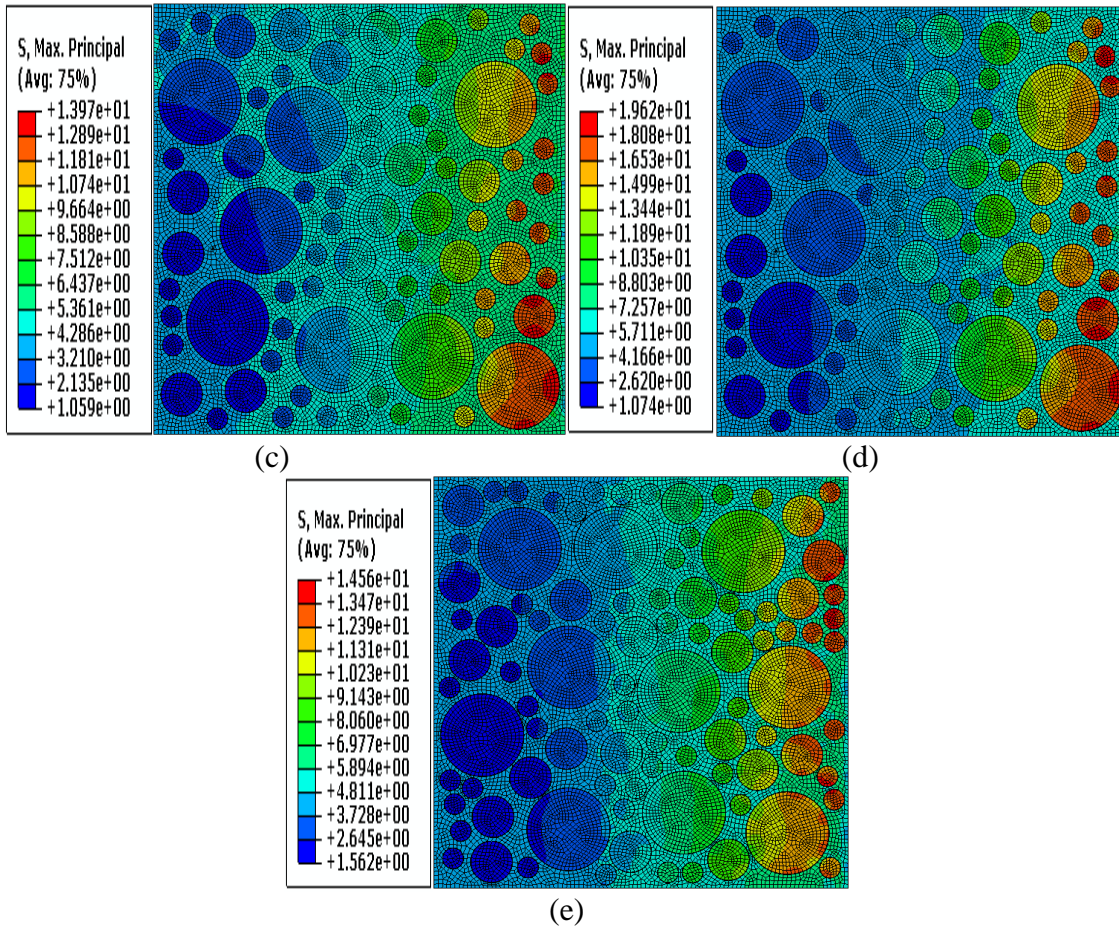 S, Max. Principal
(Avg: 75%)
+1.397e+01
+1.289e+01
+1.181e+01
+1.074e+01
+9.664e+00
+8.588e+00
+7.512e+00
+6.437e+00
+5.361e+00
+4.286e+00
+3.210e+00
+2.135e+00
+1.059e+00
(c)
S, Max. Principal
(Avg: 75%)
+1.962e+01
+1.808e+01
+1.653e+01
+1.499e+01
+1.344e+01
+1.189e+01
+1.035e+01
+8.803e+00
+7.257e+00
+5.711e+00
+4.166e+00
+2.620e+00
+1.074e+00
(d)
S, Max. Principal
(Avg: 75%)
+1.456e+01
+1.347e+01
+1.239e+01
+1.131e+01
+1.023e+01
+9.143e+00
+8.060e+00
+6.977e+00
+5.894e+00
+4.811e+00
+3.728e+00
+2.645e+00
+1.562e+00
(e)